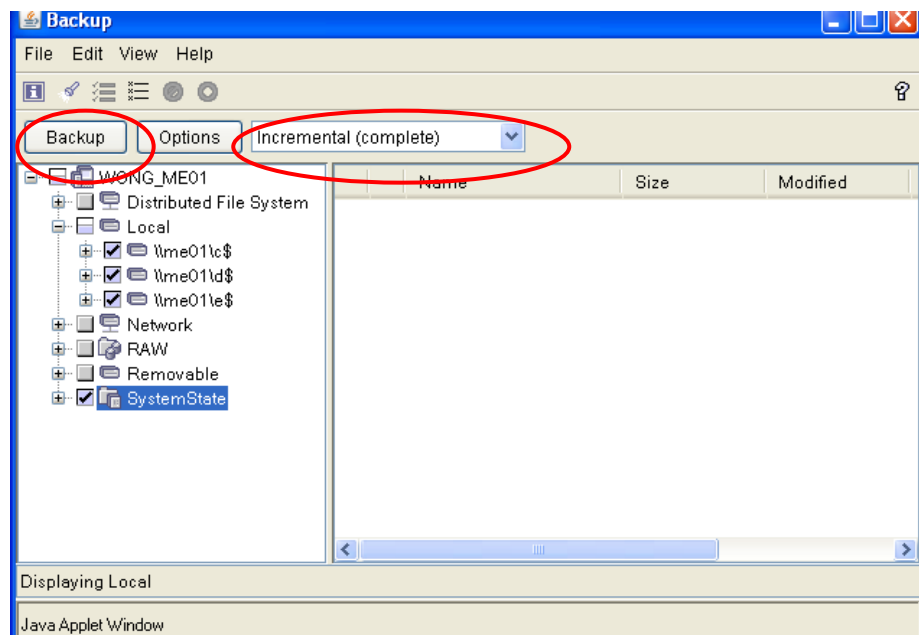 Backup
File Edit View Help
Backup Options Incremental (complete)
WONG_ME01 Name Size Modified
Distributed File System
Local
\\me01\c$
\\me01\d$
\\me01\e$
Network
RAW
Removable
SystemState
Displaying Local
Java Applet Window